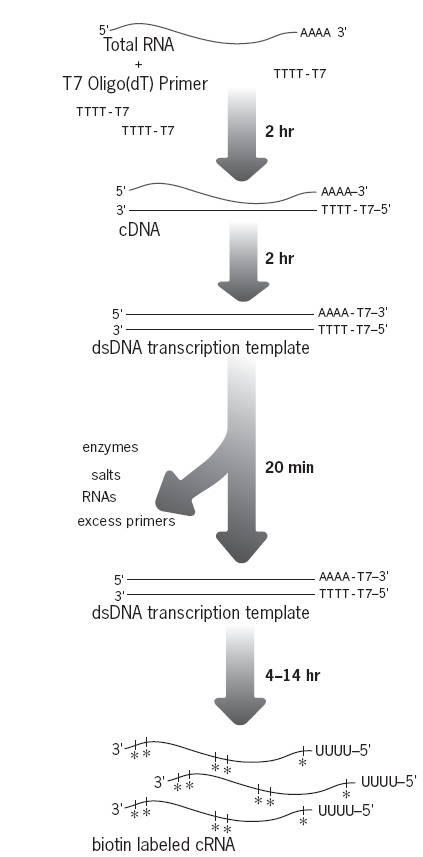 5' AAAA 3'
Total RNA
+
T7 Oligo(dT) Primer
TTTT-T7
TTTT-T7
TTTT-T7
2 hr
5' AAAA–3'
3' TTTT-T7–5'
cDNA
2 hr
5' AAAA-T7–3'
3' TTTT-T7–5'
dsDNA transcription template
enzymes
salts
RNAs
excess primers
20 min
5' AAAA-T7–3'
3' TTTT-T7–5'
dsDNA transcription template
4–14 hr
3' UUUU–5'
* * * * *
3' UUUU–5'
* * * * *
3' UUUU–5'
* * * * *
biotin labeled cRNA